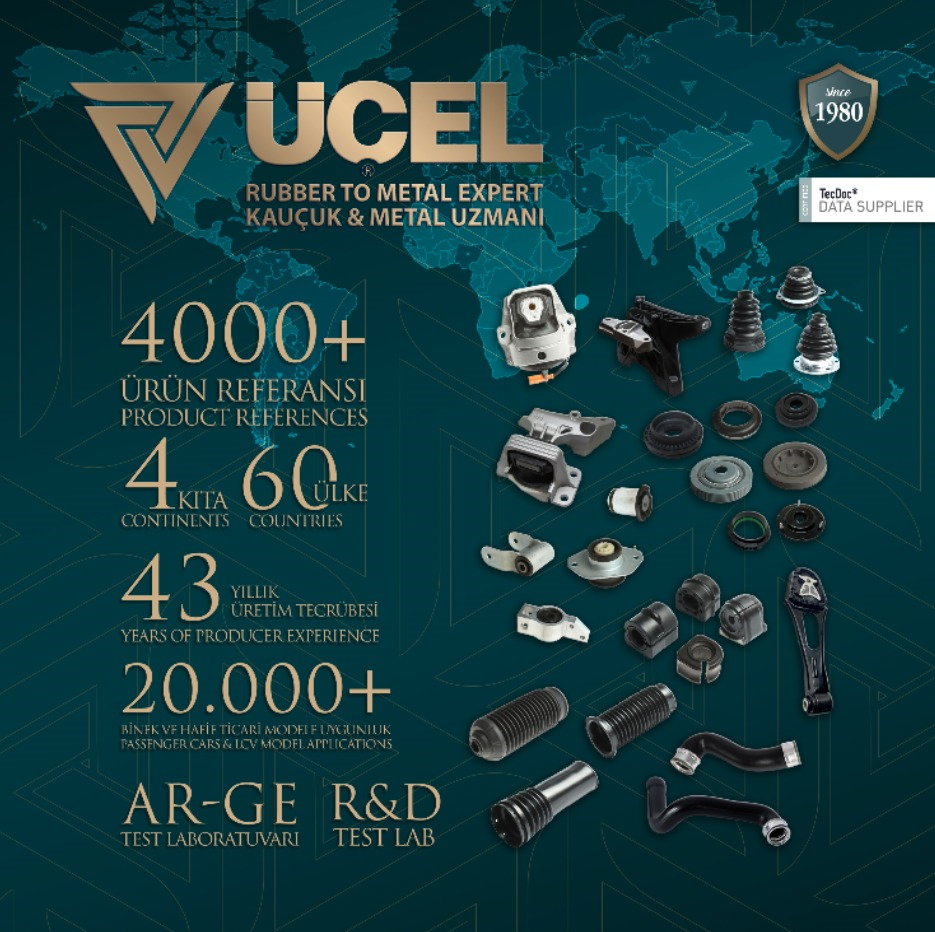 ÜÇEL
®
RUBBER TO METAL EXPERT
KAUÇUK & METAL UZMANI
since
1980
CERTIFIED
TecDoc®
DATA SUPPLIER
4000+
ÜRÜN REFERANSI
PRODUCT REFERENCES
4 KITA
CONTINENTS
60 ÜLKE
COUNTRIES
43 YILLIK
ÜRETİM TECRÜBESİ
YEARS OF PRODUCER EXPERIENCE
20.000+
BİNEK VE HAFİF TİCARİ MODELE UYGUNLUK
PASSENGER CARS & LCV MODEL APPLICATIONS
AR-GE
TEST LABORATUVARI
R&D
TEST LAB